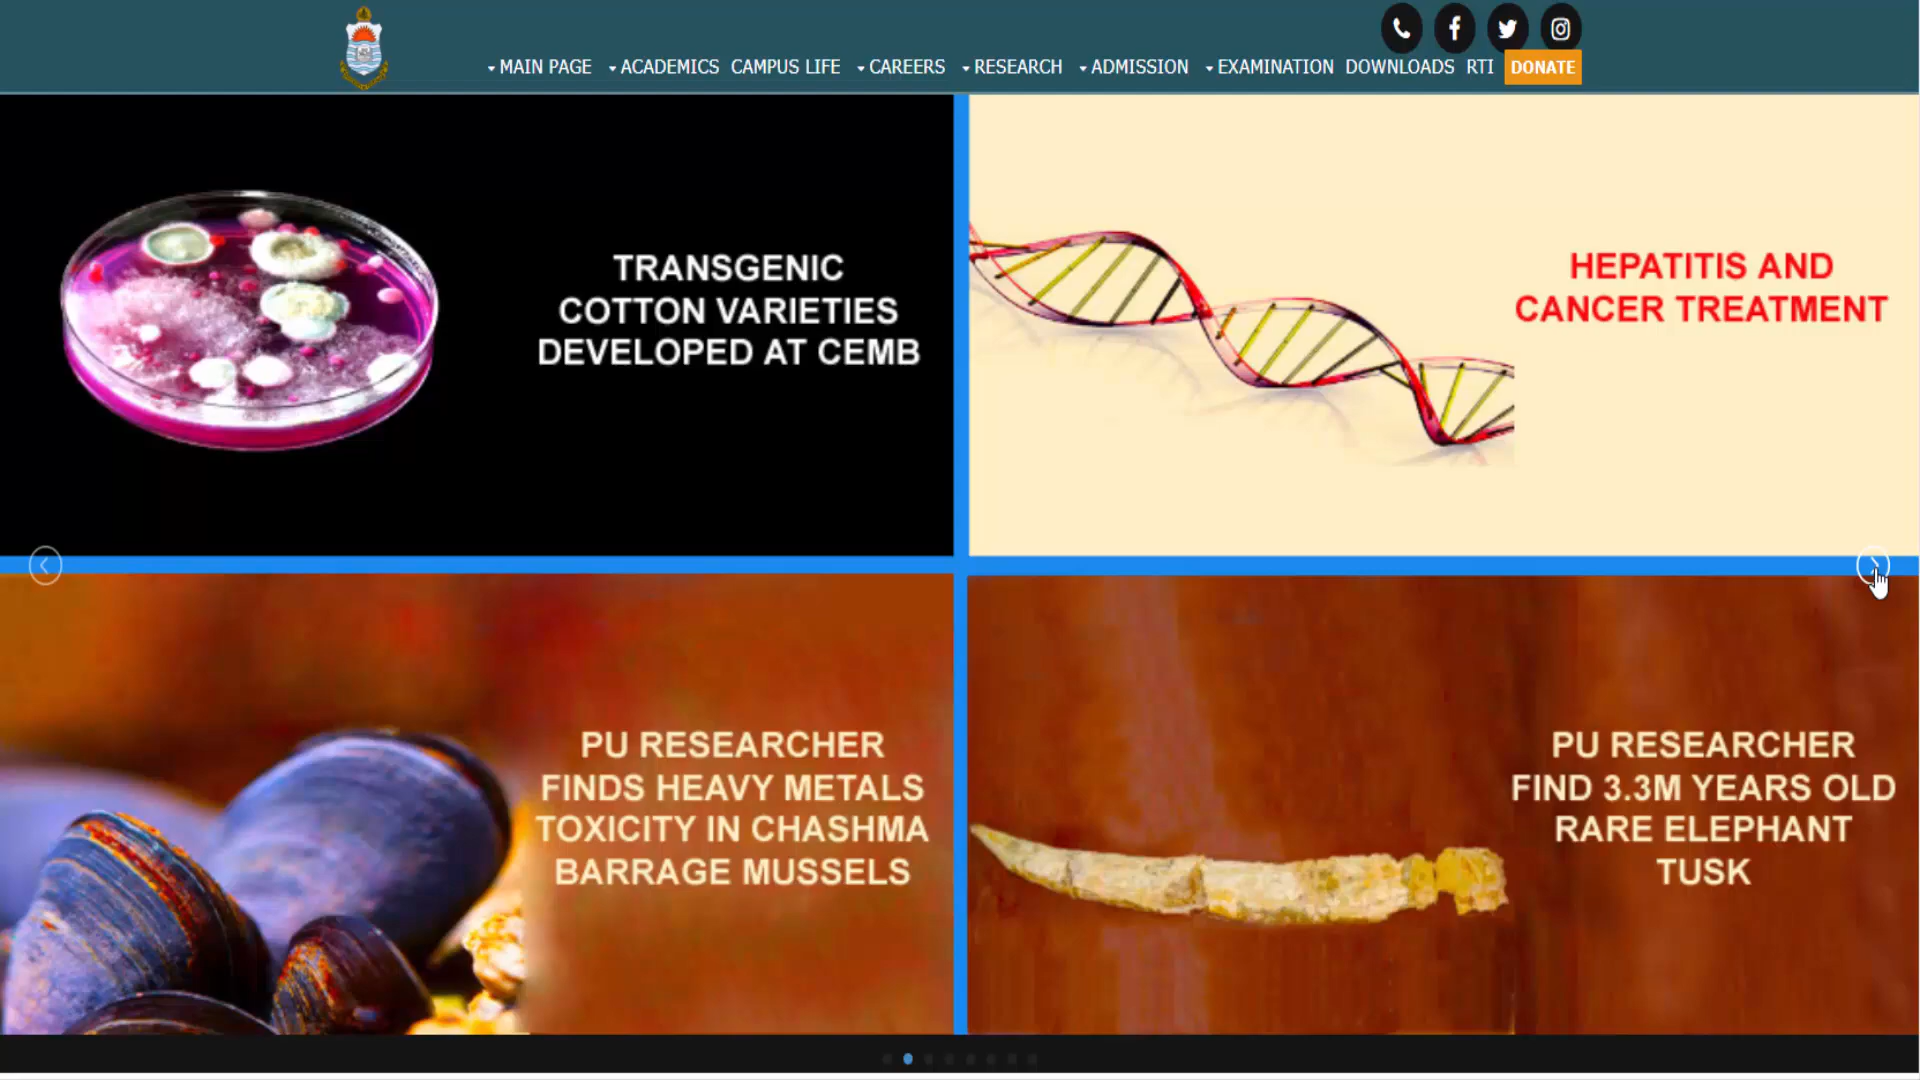 MAIN PAGE ACADEMICS CAMPUS LIFE CAREERS RESEARCH ADMISSION EXAMINATION DOWNLOADS RTI DONATE
TRANSGENIC
COTTON VARIETIES
DEVELOPED AT CEMB
HEPATITIS AND
CANCER TREATMENT
PU RESEARCHER
FINDS HEAVY METALS
TOXICITY IN CHASHMA
BARRAGE MUSSELS
PU RESEARCHER
FIND 3.3M YEARS OLD
RARE ELEPHANT
TUSK